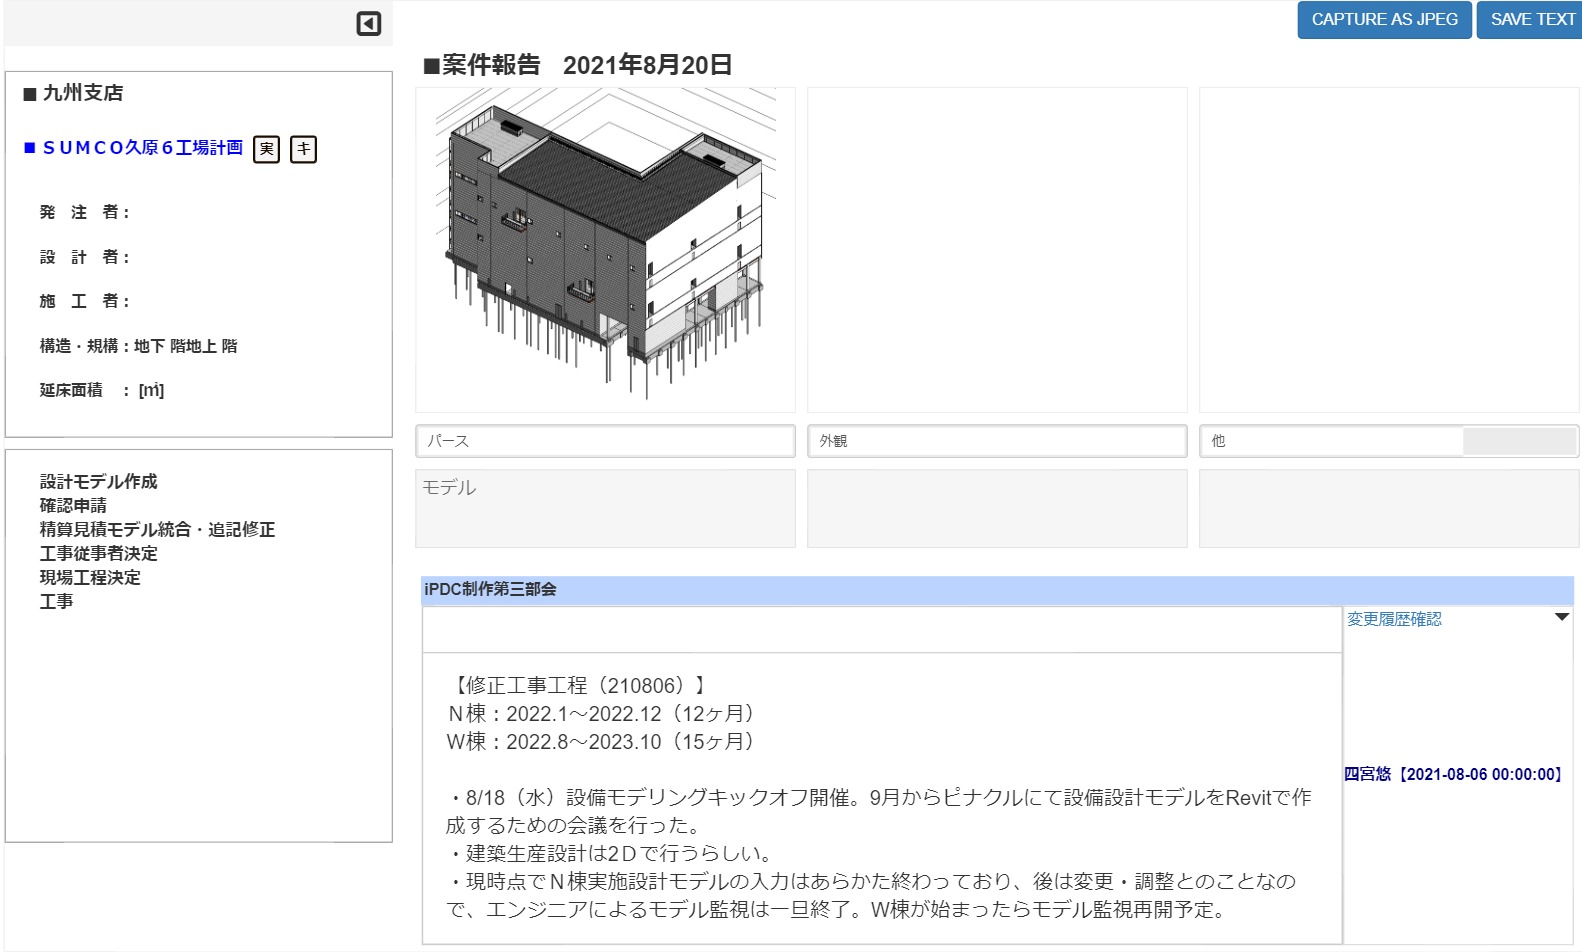 CAPTURE AS JPEG
SAVE TEXT
■ 九州支店
■ ＳＵＭＣＯ久原６工場計画 実 キ
発　注　者：
設　計　者：
施　工　者：
構造・規構：地下 階地上 階
延床面積　： [㎡]
設計モデル作成
確認申請
精算見積モデル統合・追記修正
工事従事者決定
現場工程決定
工事
■案件報告　2021年8月20日
パース
外観
他
モデル
iPDC制作第三部会
変更履歴確認
【修正工事工程（210806）】
Ｎ棟：2022.1～2022.12（12ヶ月）
W棟：2022.8～2023.10（15ヶ月）
・8/18（水）設備モデリングキックオフ開催。9月からピナクルにて設備設計モデルをRevitで作
成するための会議を行った。
・建築生産設計は2Ｄで行うらしい。
・現時点でＮ棟実施設計モデルの入力はあらかた終わっており、後は変更・調整とのことなの
で、エンジニアによるモデル監視は一旦終了。W棟が始まったらモデル監視再開予定。
四宮悠【2021-08-06 00:00:00】